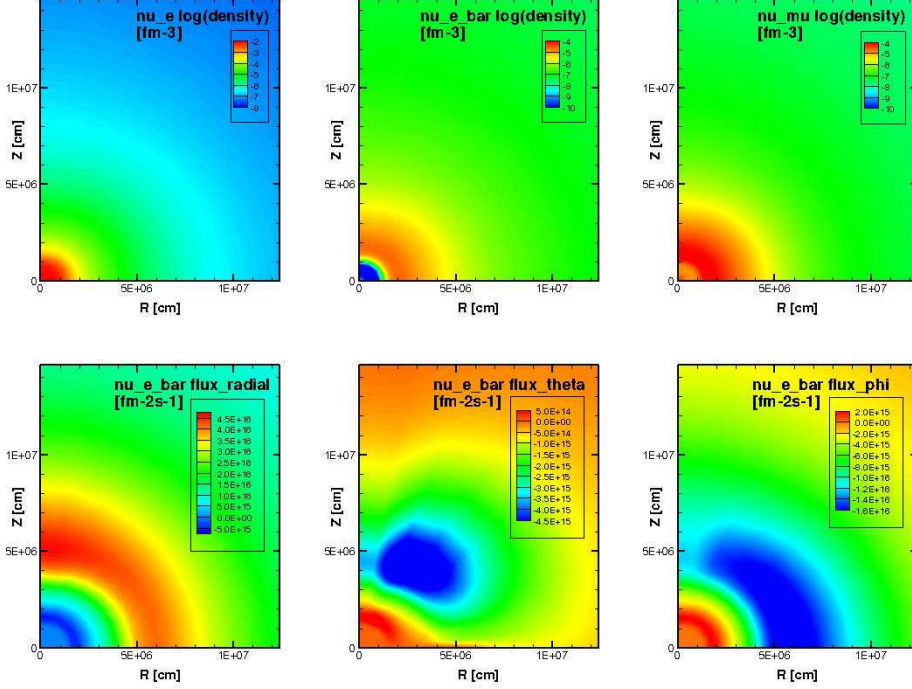 nu_e log(density)
[fm-3]
-2
-3
-4
-5
-6
-7
-8
Z [cm]
1E+07
5E+06
0
0
5E+06
1E+07
R [cm]
nu_e_bar log(density)
[fm-3]
-4
-5
-6
-7
-8
-9
-10
Z [cm]
1E+07
5E+06
0
0
5E+06
1E+07
R [cm]
nu_mu log(density)
[fm-3]
-4
-5
-6
-7
-8
-9
-10
Z [cm]
1E+07
5E+06
0
0
5E+06
1E+07
R [cm]
nu_e_bar flux_radial
[fm-2s-1]
4.5E+16
4.0E+16
3.5E+16
3.0E+16
2.5E+16
2.0E+16
1.5E+16
1.0E+16
5.0E+15
0.0E+00
-5.0E+15
Z [cm]
1E+07
5E+06
0
0
5E+06
1E+07
R [cm]
nu_e_bar flux_theta
[fm-2s-1]
5.0E+14
0.0E+00
-5.0E+14
-1.0E+15
-1.5E+15
-2.0E+15
-2.5E+15
-3.0E+15
-3.5E+15
-4.0E+15
-4.5E+15
Z [cm]
1E+07
5E+06
0
0
5E+06
1E+07
R [cm]
nu_e_bar flux_phi
[fm-2s-1]
2.0E+15
0.0E+00
-2.0E+15
-4.0E+15
-6.0E+15
-8.0E+15
-1.0E+16
-1.2E+16
-1.4E+16
-1.6E+16
Z [cm]
1E+07
5E+06
0
0
5E+06
1E+07
R [cm]